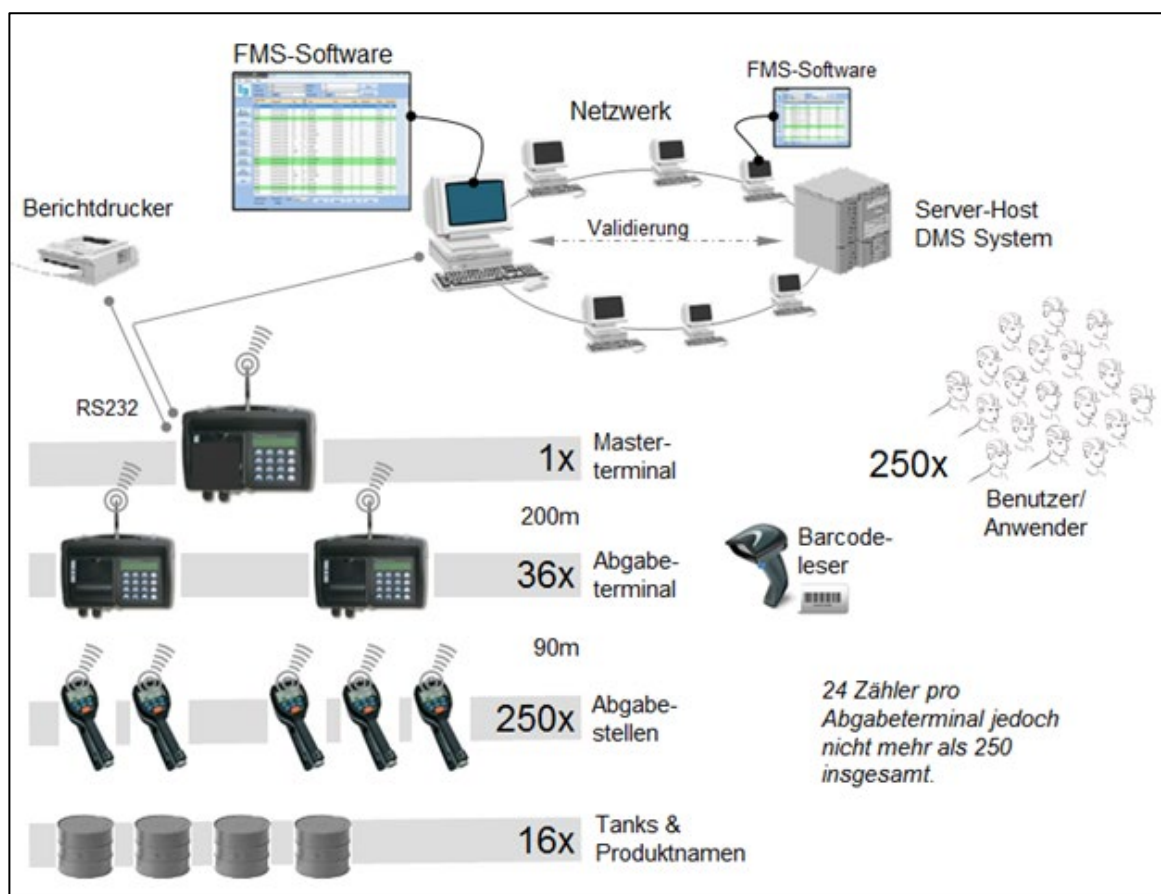 FMS-Software
FMS-Software
Netzwerk
Berichtdrucker
Validierung
Server-Host
DMS System
RS232
1x
Master-
terminal
250x
Benutzer/
Anwender
200m
36x
Abgabe-
terminal
Barcode-
leser
90m
250x
Abgabe-
stellen
24 Zähler pro
Abgabeterminal jedoch
nicht mehr als 250
insgesamt.
16x
Tanks &
Produktnamen